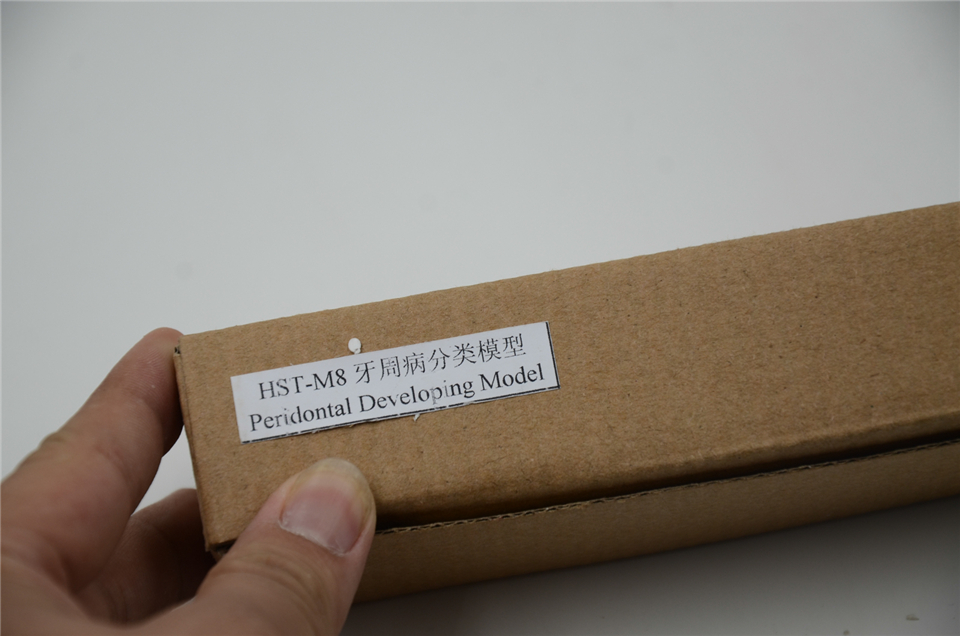 HST-M8 牙周病分类模型
Peridontal Developing Model